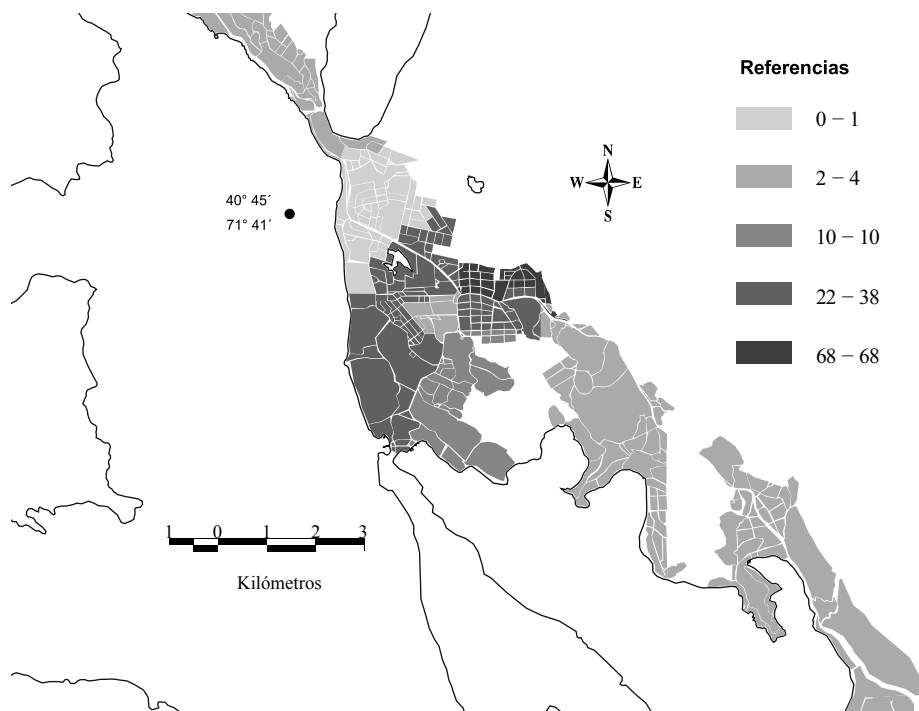 Referencias
0 – 1
2 – 4
10 – 10
22 – 38
68 – 68
N
W E
S
40° 45´
71° 41´
1 0 1 2 3
Kilómetros